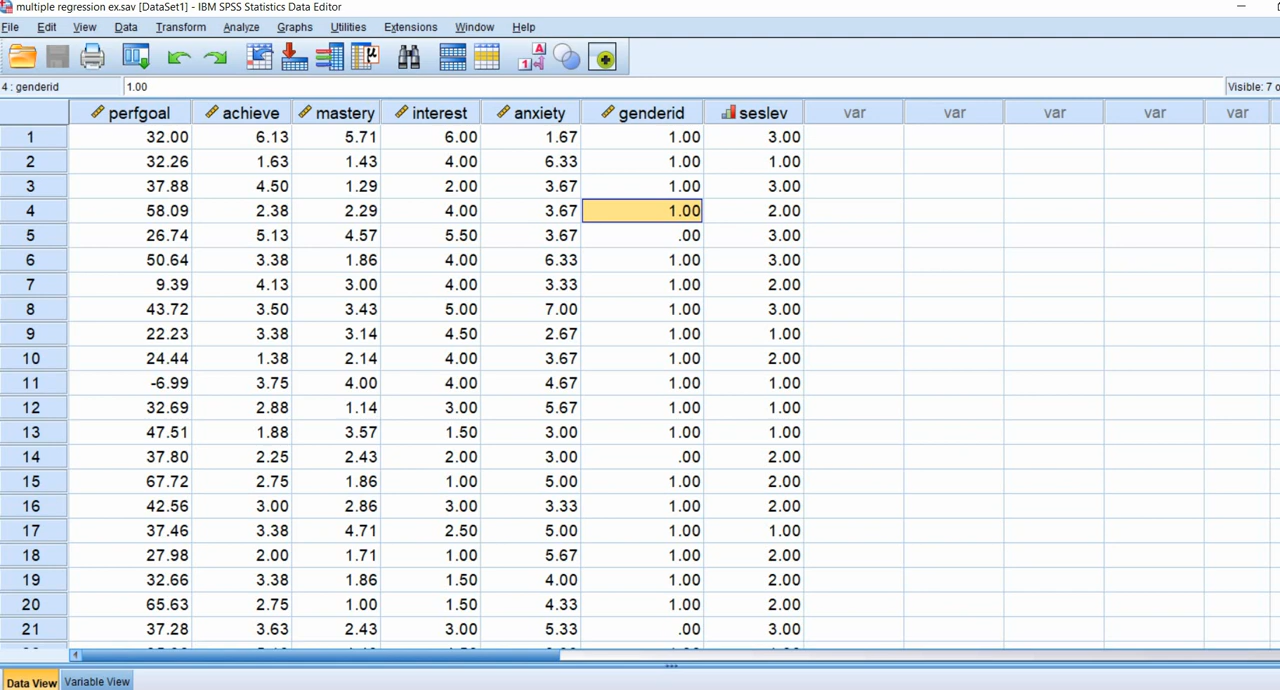 multiple regression ex.sav [DataSet1] - IBM SPSS Statistics Data Editor
File Edit View Data Transform Analyze Graphs Utilities Extensions Window Help
4 : genderid 1.00 Visible: 7 o
perfgoal achieve mastery interest anxiety genderid seslev var var var var var
1 32.00 6.13 5.71 6.00 1.67 1.00 3.00
2 32.26 1.63 1.43 4.00 6.33 1.00 1.00
3 37.88 4.50 1.29 2.00 3.67 1.00 3.00
4 58.09 2.38 2.29 4.00 3.67 1.00 2.00
5 26.74 5.13 4.57 5.50 3.67 .00 3.00
6 50.64 3.38 1.86 4.00 6.33 1.00 3.00
7 9.39 4.13 3.00 4.00 3.33 1.00 2.00
8 43.72 3.50 3.43 5.00 7.00 1.00 3.00
9 22.23 3.38 3.14 4.50 2.67 1.00 1.00
10 24.44 1.38 2.14 4.00 3.67 1.00 2.00
11 -6.99 3.75 4.00 4.00 4.67 1.00 1.00
12 32.69 2.88 1.14 3.00 5.67 1.00 1.00
13 47.51 1.88 3.57 1.50 3.00 1.00 1.00
14 37.80 2.25 2.43 2.00 3.00 .00 2.00
15 67.72 2.75 1.86 1.00 5.00 1.00 2.00
16 42.56 3.00 2.86 3.00 3.33 1.00 2.00
17 37.46 3.38 4.71 2.50 5.00 1.00 1.00
18 27.98 2.00 1.71 1.00 5.67 1.00 2.00
19 32.66 3.38 1.86 1.50 4.00 1.00 2.00
20 65.63 2.75 1.00 1.50 4.33 1.00 2.00
21 37.28 3.63 2.43 3.00 5.33 .00 3.00
Data View Variable View